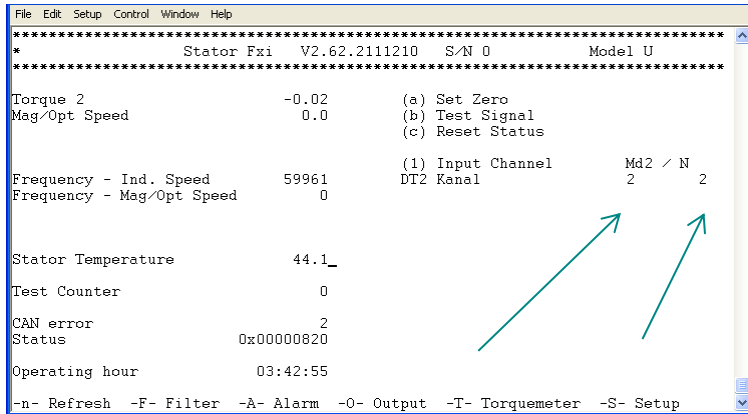 File Edit Setup Control Window Help
*******************************************************************************
* Stator Fxi V2.62.2111210 S/N 0 Model U
*******************************************************************************
Torque 2 -0.02 (a) Set Zero
Mag/Opt Speed 0.0 (b) Test Signal
(c) Reset Status
(1) Input Channel Md2 / N
Frequency - Ind. Speed 59961 DT2 Kanal 2 2
Frequency - Mag/Opt Speed 0
Stator Temperature 44.1_
Test Counter 0
CAN error 2
Status 0x00000820
Operating hour 03:42:55
-n- Refresh -F- Filter -A- Alarm -O- Output -T- Torquemeter -S- Setup